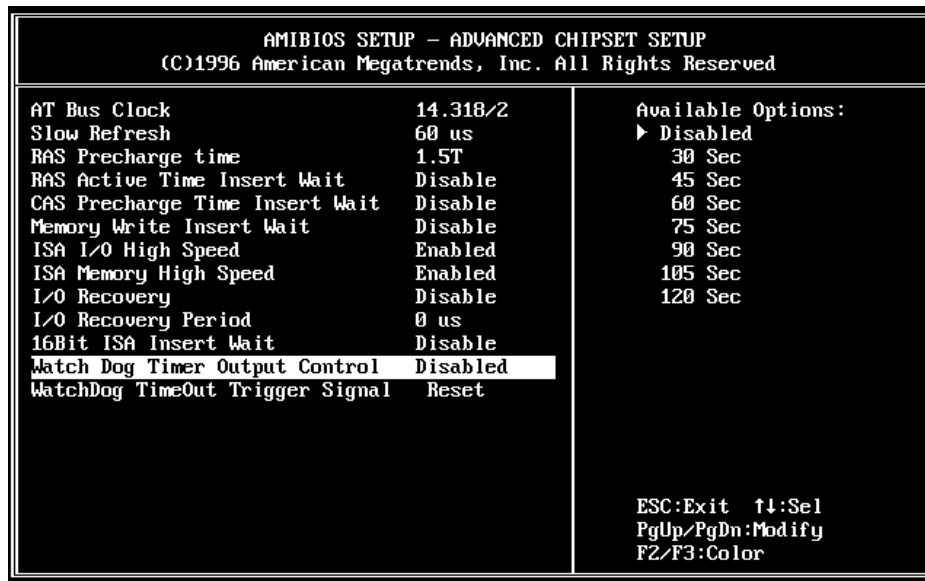 AMIBIOS SETUP – ADVANCED CHIPSET SETUP
(C)1996 American Megatrends, Inc. All Rights Reserved
AT Bus Clock 14.318/2
Slow Refresh 60 us
RAS Precharge time 1.5T
RAS Active Time Insert Wait Disable
CAS Precharge Time Insert Wait Disable
Memory Write Insert Wait Disable
ISA I/O High Speed Enabled
ISA Memory High Speed Enabled
I/O Recovery Disable
I/O Recovery Period 0 us
16Bit ISA Insert Wait Disable
Watch Dog Timer Output Control Disabled
WatchDog TimeOut Trigger Signal Reset
Available Options:
▶ Disabled
30 Sec
45 Sec
60 Sec
75 Sec
90 Sec
105 Sec
120 Sec
ESC:Exit ↑↓:Sel
PgUp/PgDn:Modify
F2/F3:Color